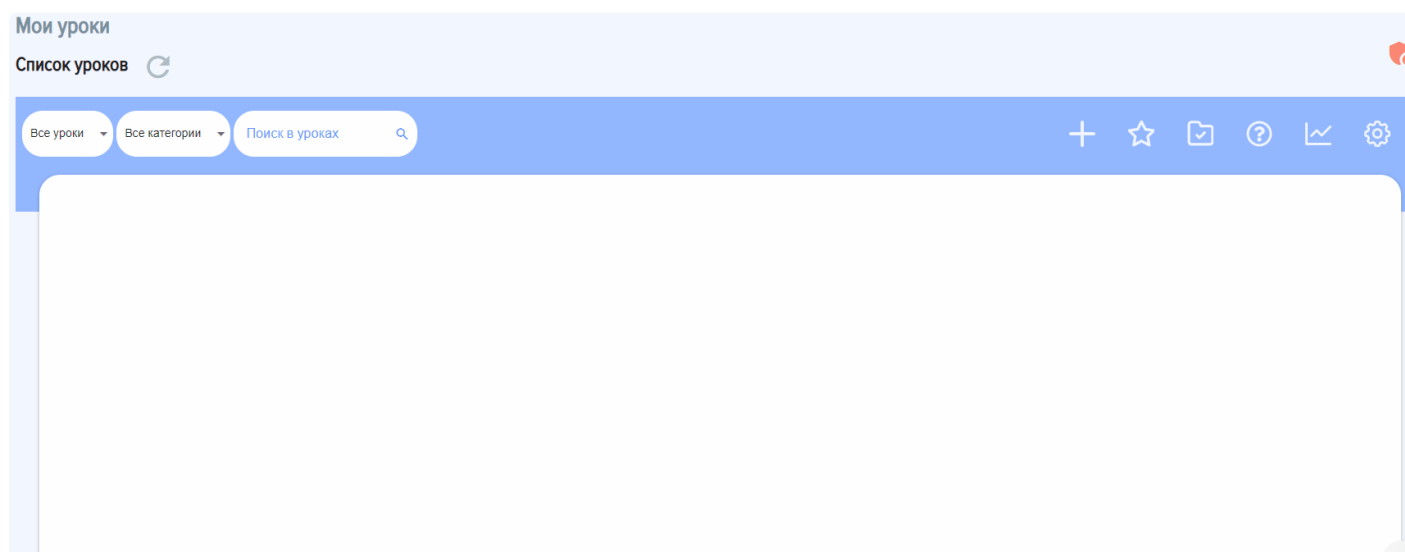 Мои уроки
Список уроков
Все уроки Все категории Поиск в уроках